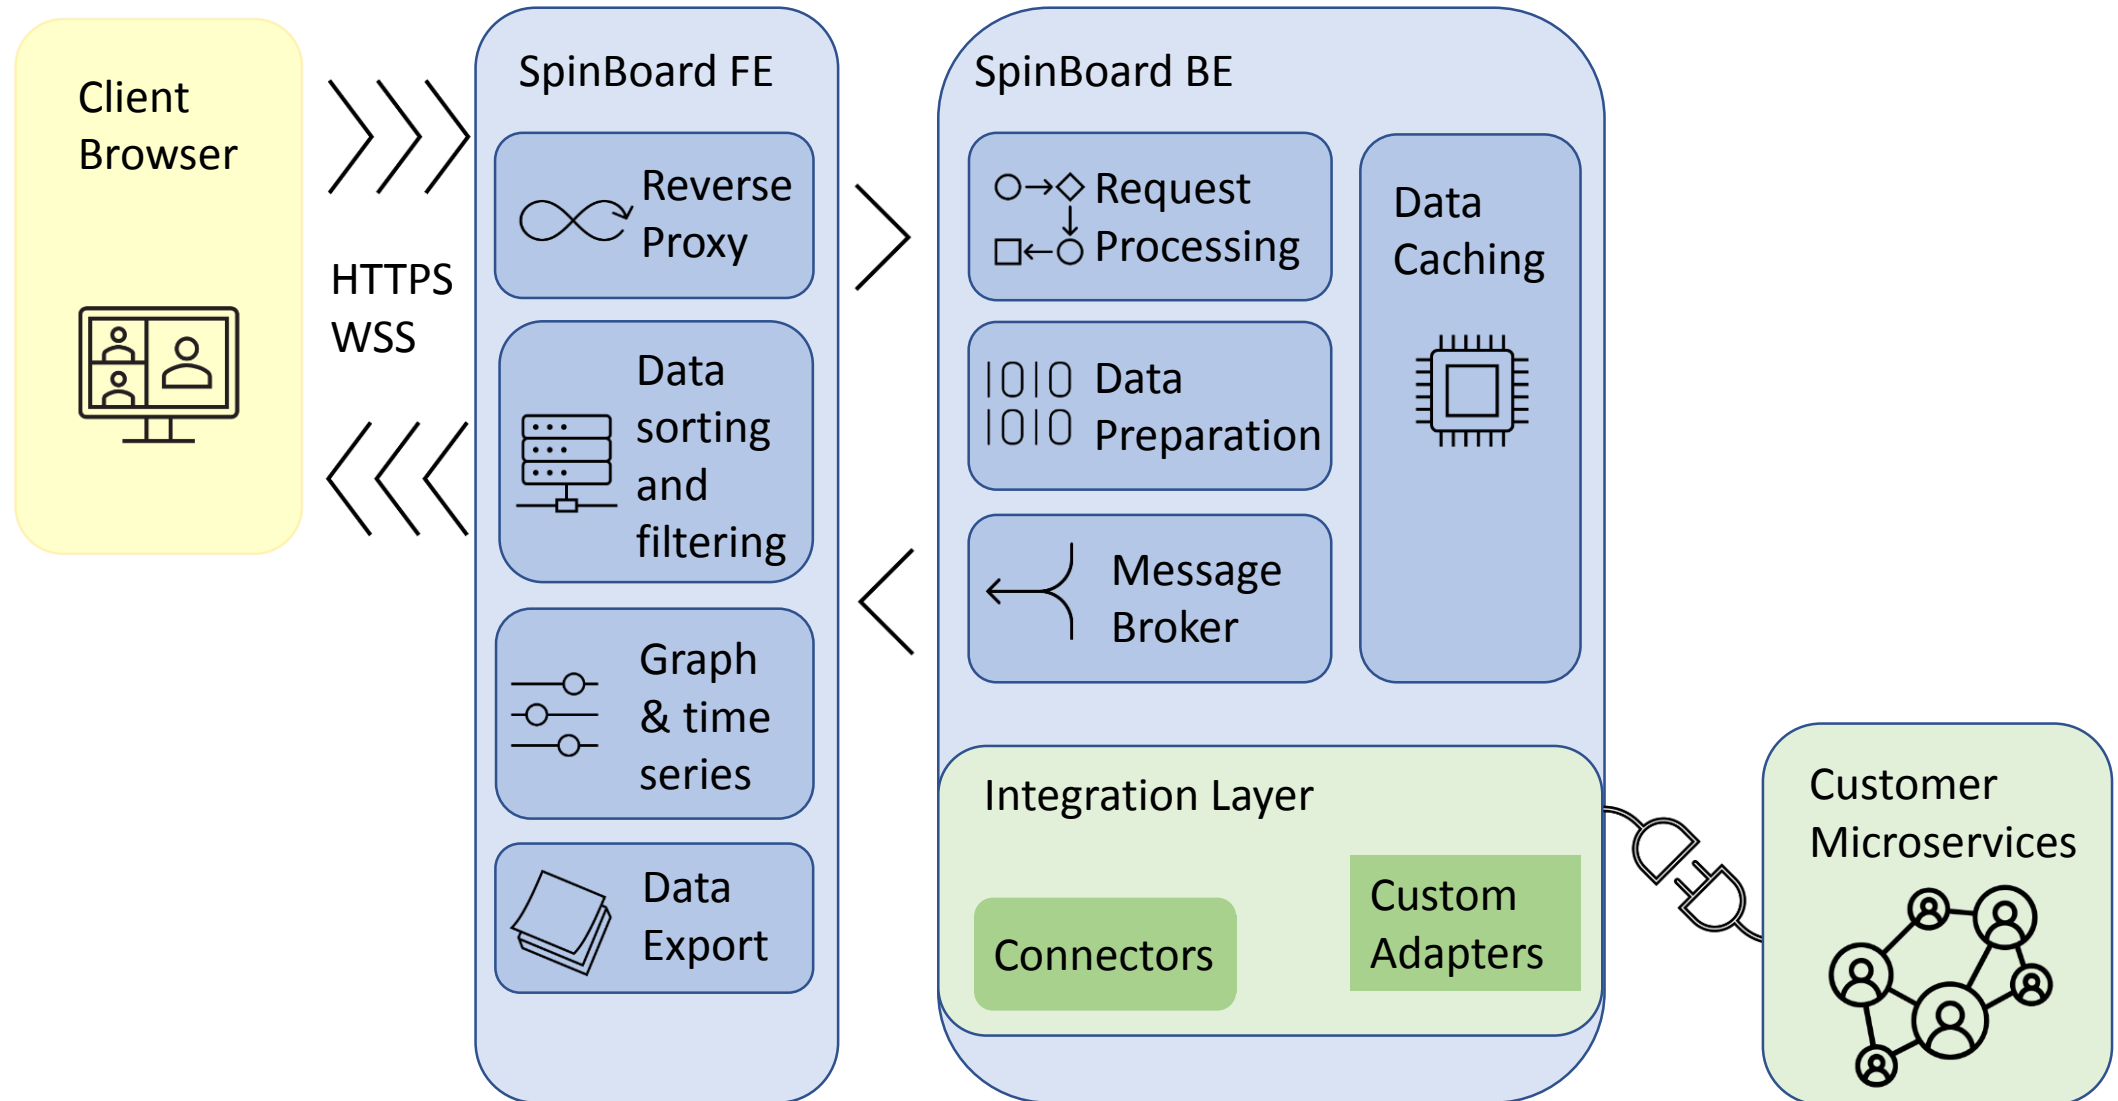 Client
Browser
HTTPS
WSS
SpinBoard FE
Reverse
Proxy
Data
sorting
and
filtering
Graph
& time
series
Data
Export
SpinBoard BE
Request
Processing
Data
Preparation
Message
Broker
Data
Caching
Integration Layer
Connectors
Custom
Adapters
Customer
Microservices